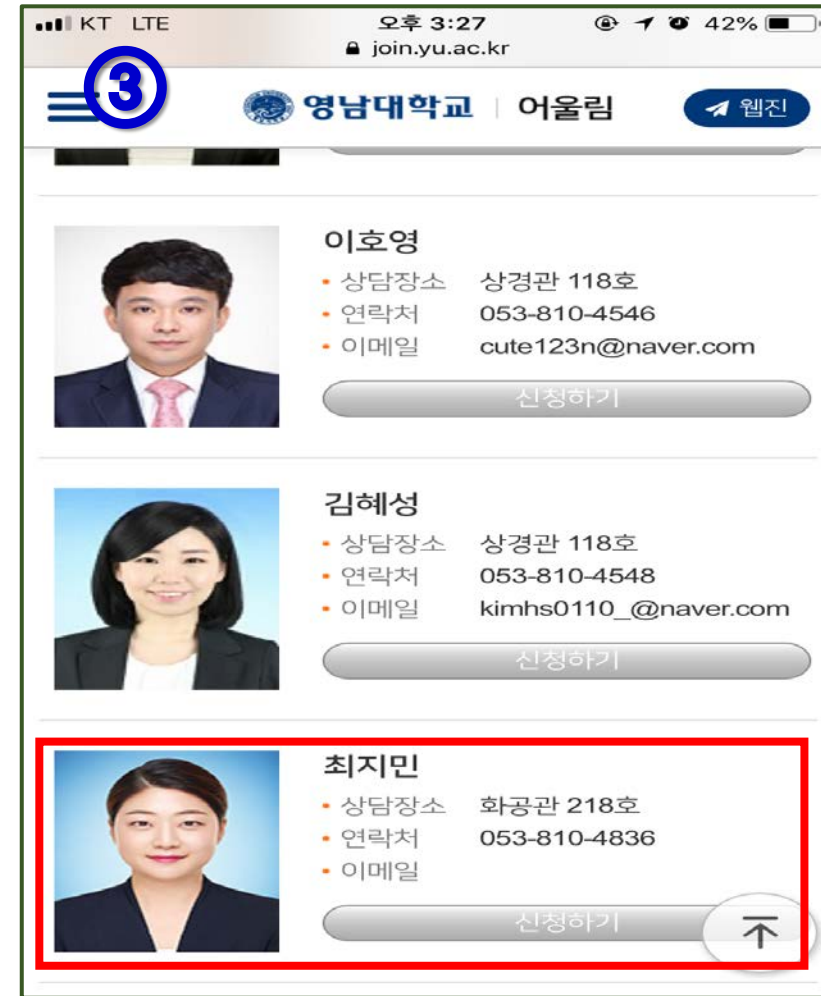 KT LTE 오후 3:27 42%
join.yu.ac.kr
③
영남대학교 어울림 웹진
이호영
• 상담장소 상경관 118호
• 연락처 053-810-4546
• 이메일 cute123n@naver.com
신청하기
김혜성
• 상담장소 상경관 118호
• 연락처 053-810-4548
• 이메일 kimhs0110_@naver.com
신청하기
최지민
• 상담장소 화공관 218호
• 연락처 053-810-4836
• 이메일
신청하기